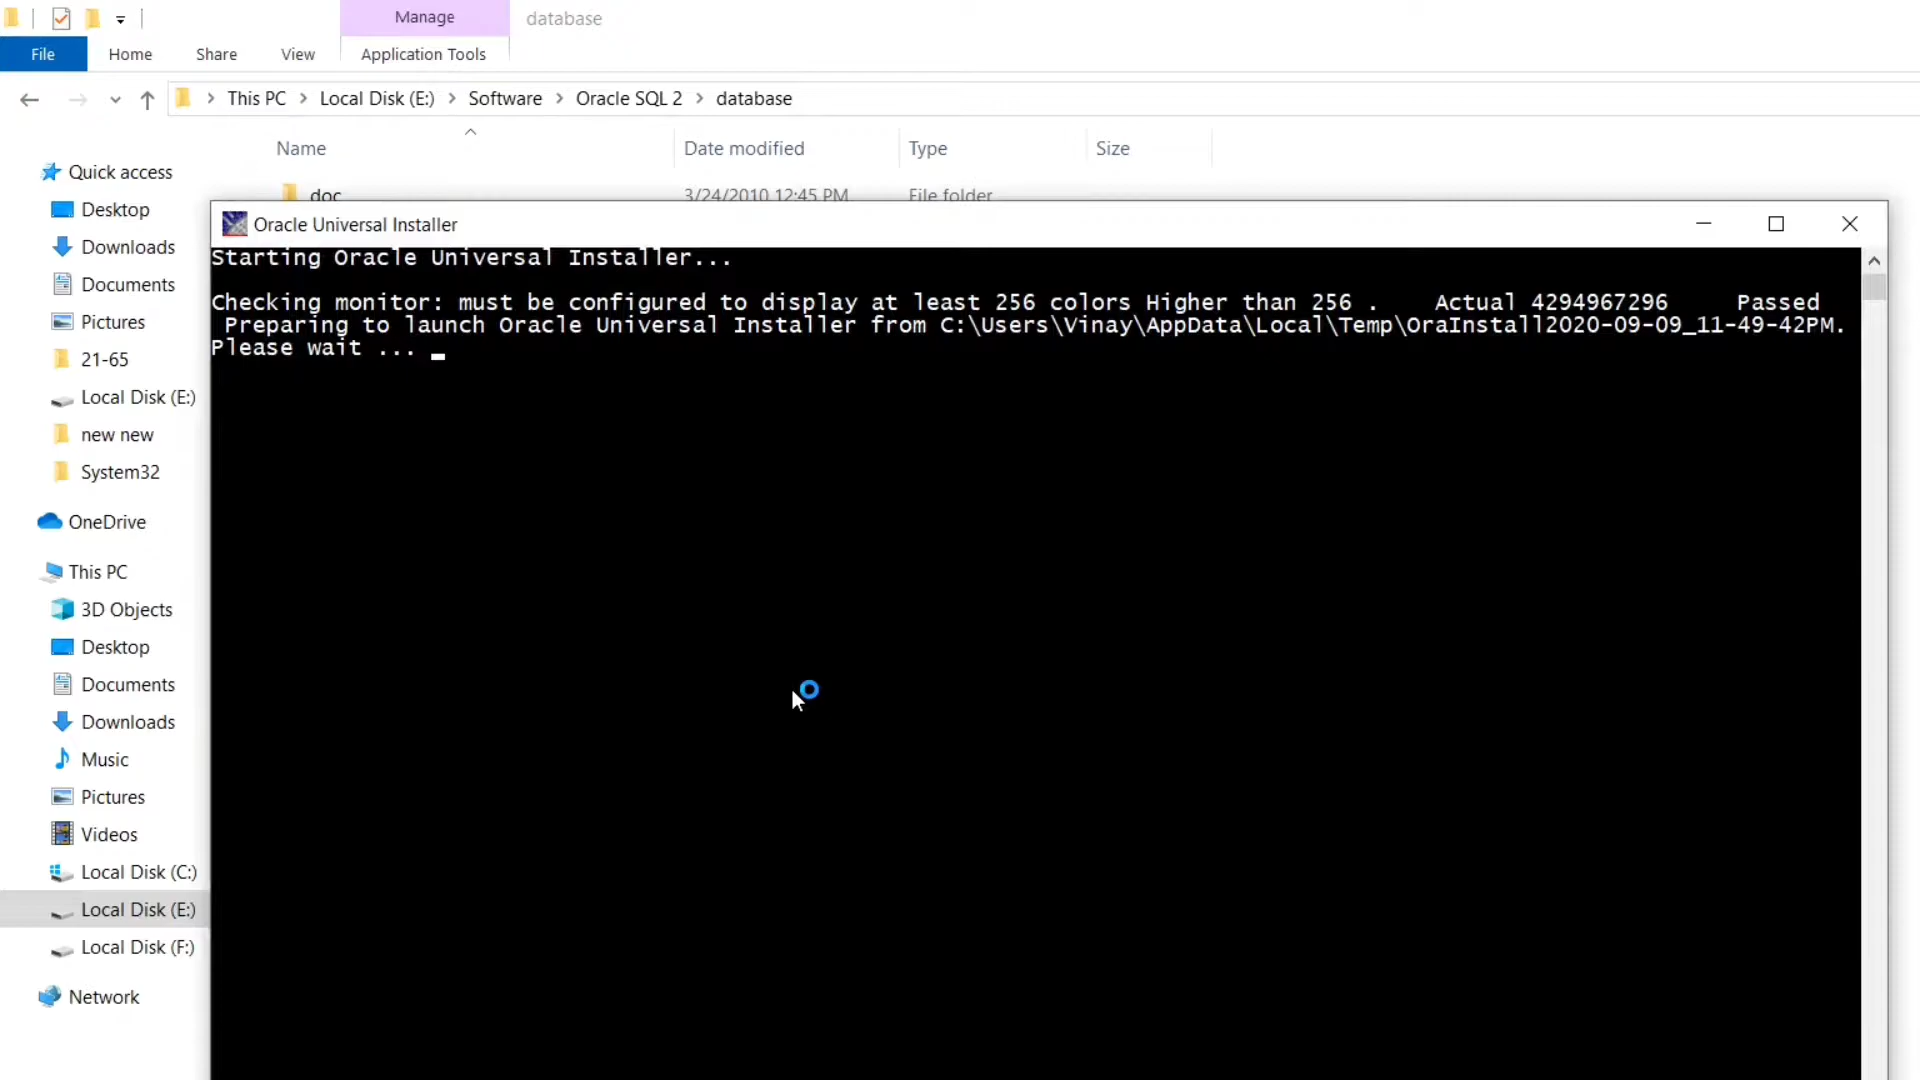 Manage
database
File
Home
Share
View
Application Tools
This PC
Local Disk (E:)
Software
Oracle SQL 2
database
Name
Date modified
Type
Size
doc
3/24/2010 12:45 PM
File folder
Quick access
Desktop
Downloads
Documents
Pictures
21-65
Local Disk (E:)
new new
System32
OneDrive
This PC
3D Objects
Desktop
Documents
Downloads
Music
Pictures
Videos
Local Disk (C:)
Local Disk (E:)
Local Disk (F:)
Network
Oracle Universal Installer
Starting Oracle Universal Installer...
Checking monitor: must be configured to display at least 256 colors Higher than 256 .    Actual 4294967296     Passed
Preparing to launch Oracle Universal Installer from C:\Users\Vinay\AppData\Local\Temp\OraInstall2020-09-09_11-49-42PM.
Please wait ...